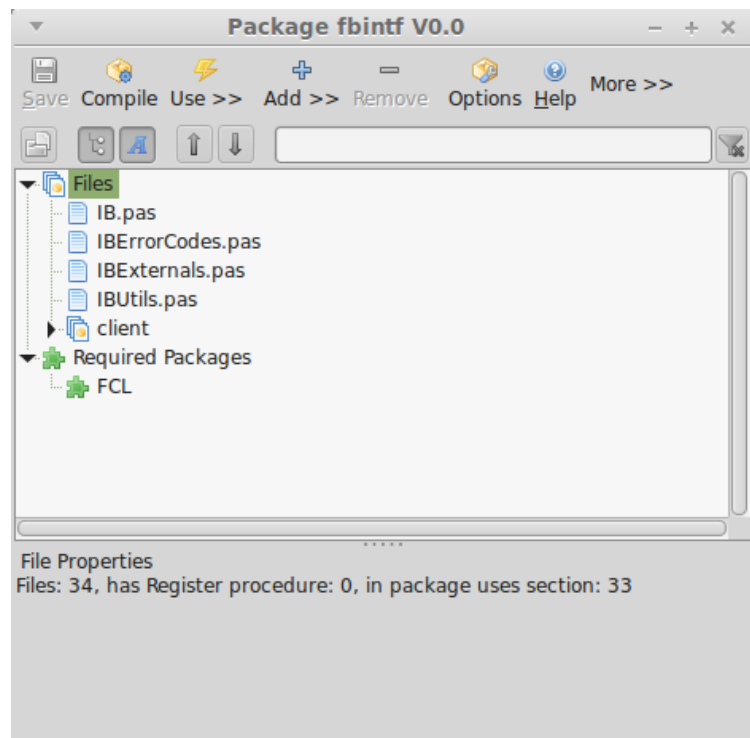 Package fbintf V0.0
Save Compile Use >> Add >> Remove Options Help More >>
Files
IB.pas
IBErrorCodes.pas
IBExternals.pas
IBUtils.pas
client
Required Packages
FCL
File Properties
Files: 34, has Register procedure: 0, in package uses section: 33